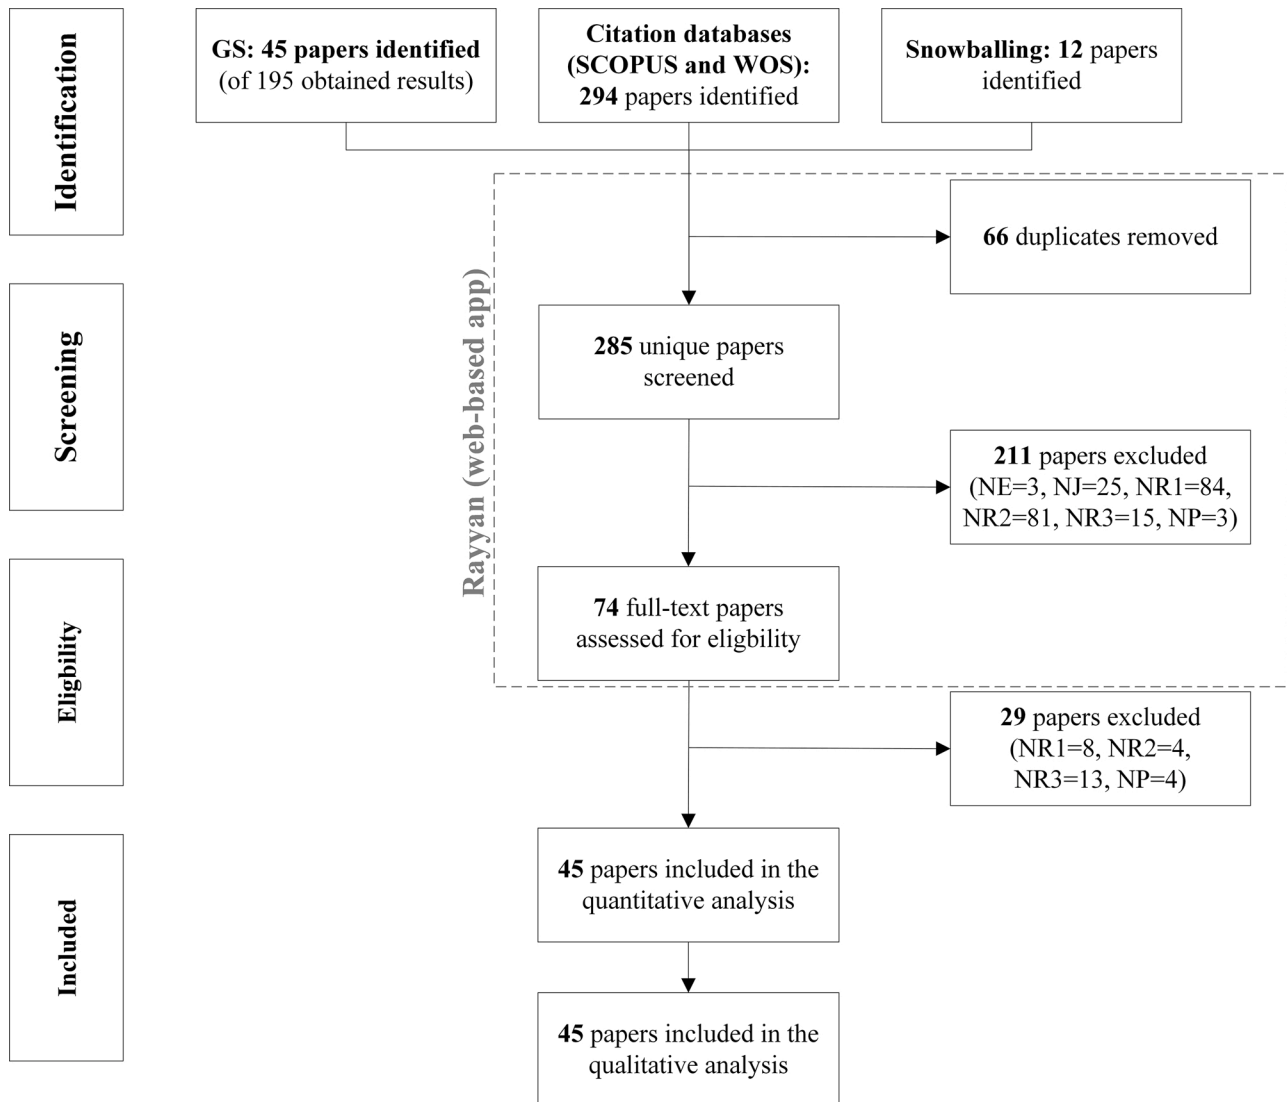 Identification
GS: 45 papers identified
(of 195 obtained results)
Citation databases
(SCOPUS and WOS):
294 papers identified
Snowballing: 12 papers
identified
66 duplicates removed
Rayyan (web-based app)
Screening
285 unique papers
screened
211 papers excluded
(NE=3, NJ=25, NR1=84,
NR2=81, NR3=15, NP=3)
Eligbility
74 full-text papers
assessed for eligbility
29 papers excluded
(NR1=8, NR2=4,
NR3=13, NP=4)
Included
45 papers included in the
quantitative analysis
45 papers included in the
qualitative analysis